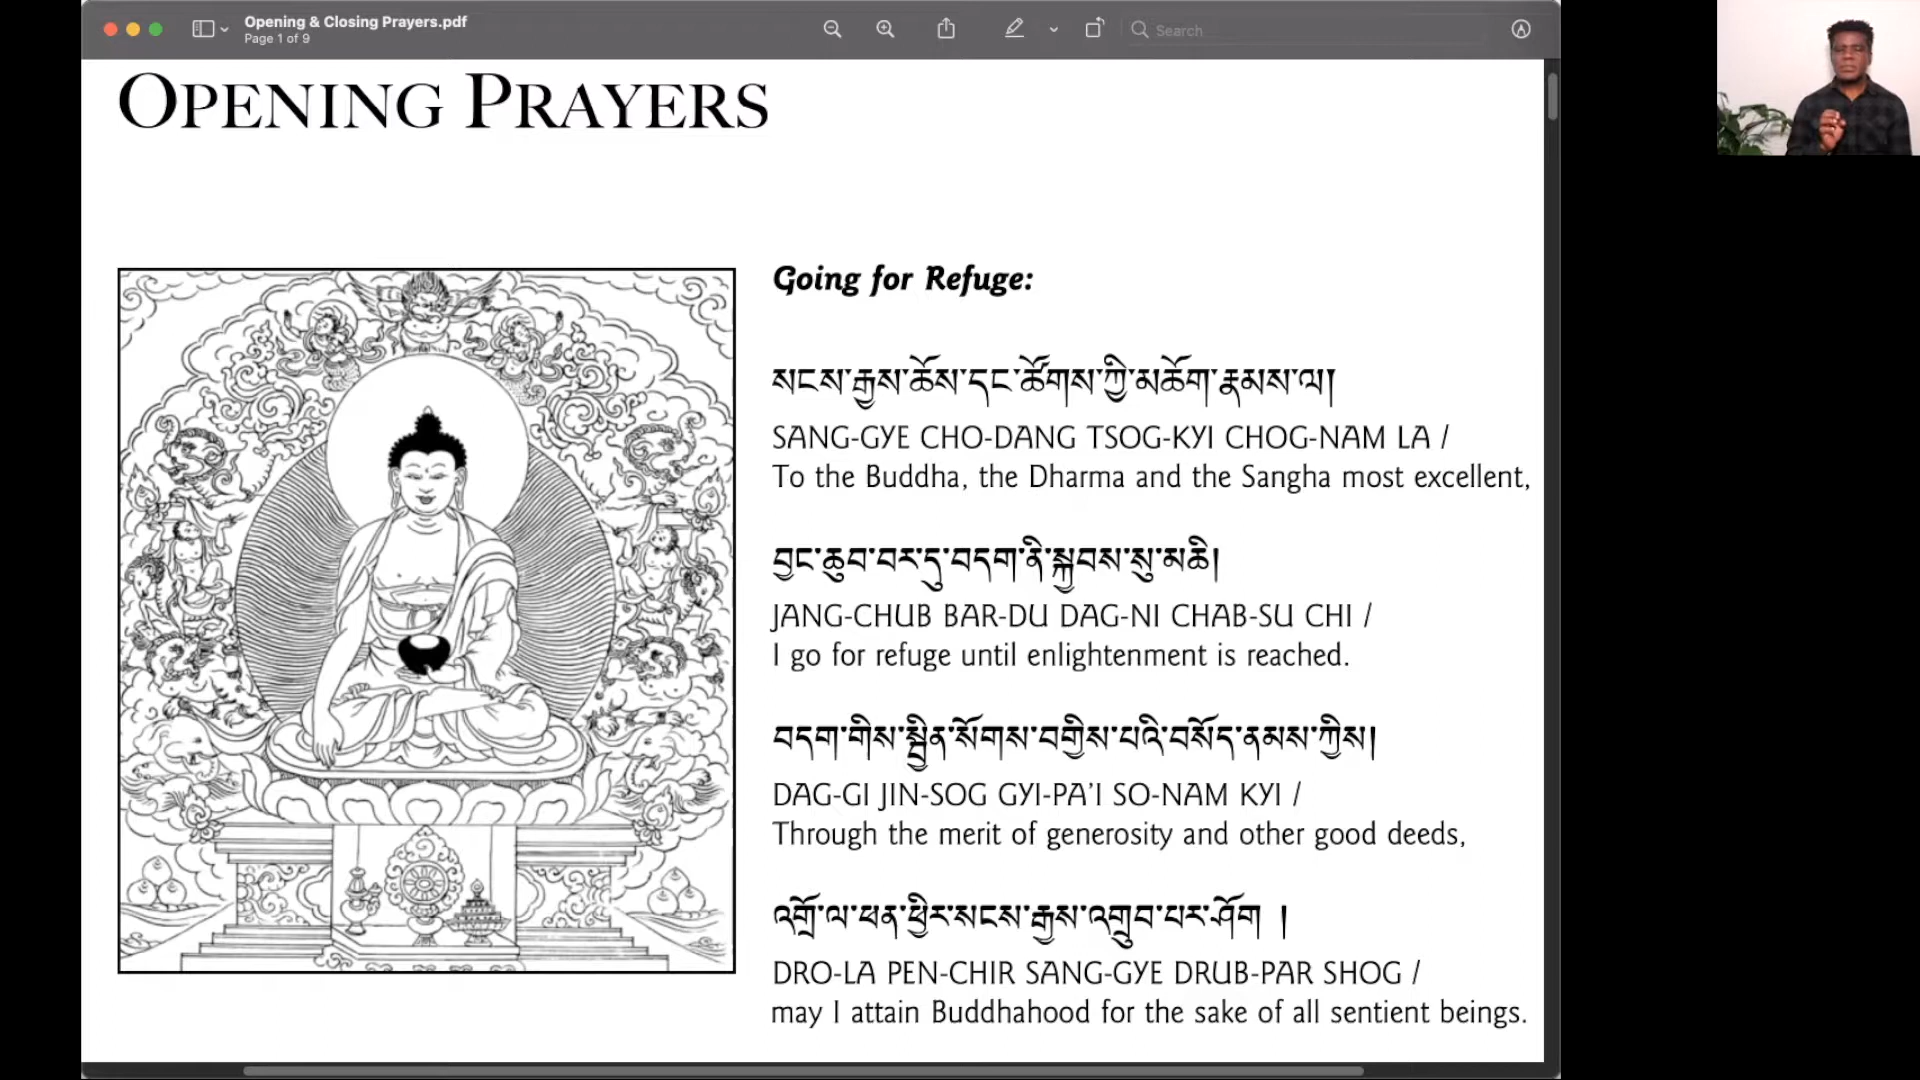 Opening & Closing Prayers.pdf
Page 1 of 9
Search
OPENING PRAYERS
Going for Refuge:
སངས་རྒྱས་ཆོས་དང་ཚོགས་ཀྱི་མཆོག་རྣམས་ལ།
SANG-GYE CHO-DANG TSOG-KYI CHOG-NAM LA /
To the Buddha, the Dharma and the Sangha most excellent,
བྱང་ཆུབ་བར་དུ་བདག་ནི་སྐྱབས་སུ་མཆི།
JANG-CHUB BAR-DU DAG-NI CHAB-SU CHI /
I go for refuge until enlightenment is reached.
བདག་གིས་སྦྱིན་སོགས་བགྱིས་པའི་བསོད་ནམས་ཀྱིས།
DAG-GI JIN-SOG GYI-PA’I SO-NAM KYI /
Through the merit of generosity and other good deeds,
འགྲོ་ལ་ཕན་ཕྱིར་སངས་རྒྱས་འགྲུབ་པར་ཤོག །
DRO-LA PEN-CHIR SANG-GYE DRUB-PAR SHOG /
may I attain Buddhahood for the sake of all sentient beings.